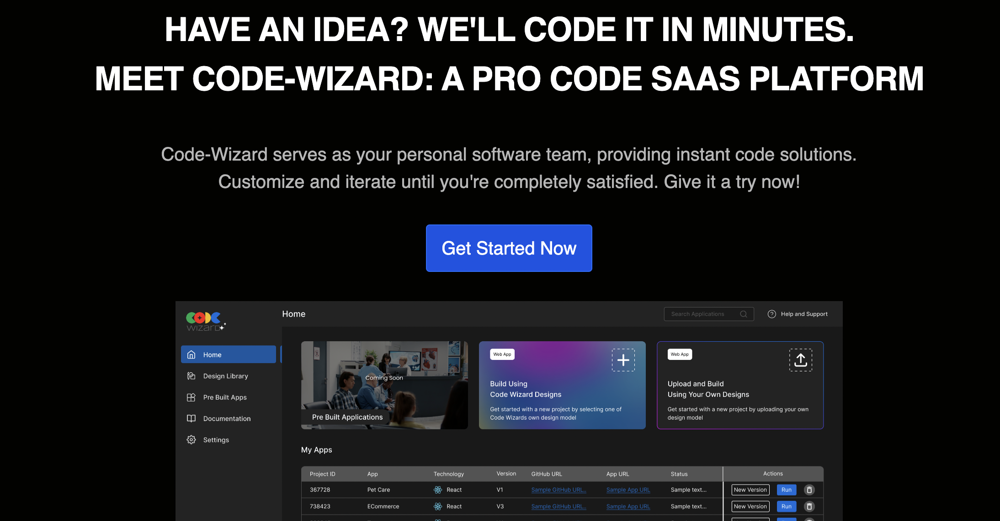 HAVE AN IDEA? WE'LL CODE IT IN MINUTES.
MEET CODE-WIZARD: A PRO CODE SAAS PLATFORM
Code-Wizard serves as your personal software team, providing instant code solutions.
Customize and iterate until you're completely satisfied. Give it a try now!
Get Started Now
CODE
wizard
Home
Search Applications
Help and Support
Home
Design Library
Pre Built Apps
Documentation
Settings
Coming Soon
Pre Built Applications
Web App
Build Using
Code Wizard Designs
Get started with a new project by selecting one of
Code Wizards own design model
Web App
Upload and Build
Using Your Own Designs
Get started with a new project by uploading your own
design model
My Apps
Project ID App Technology Version GitHub URL App URL Status Actions
367728 Pet Care React V1 Sample GitHub URL.. Sample App URL Sample text... New Version Run
738423 ECommerce React V3 Sample GitHub URL.. Sample App URL Sample text... New Version Run